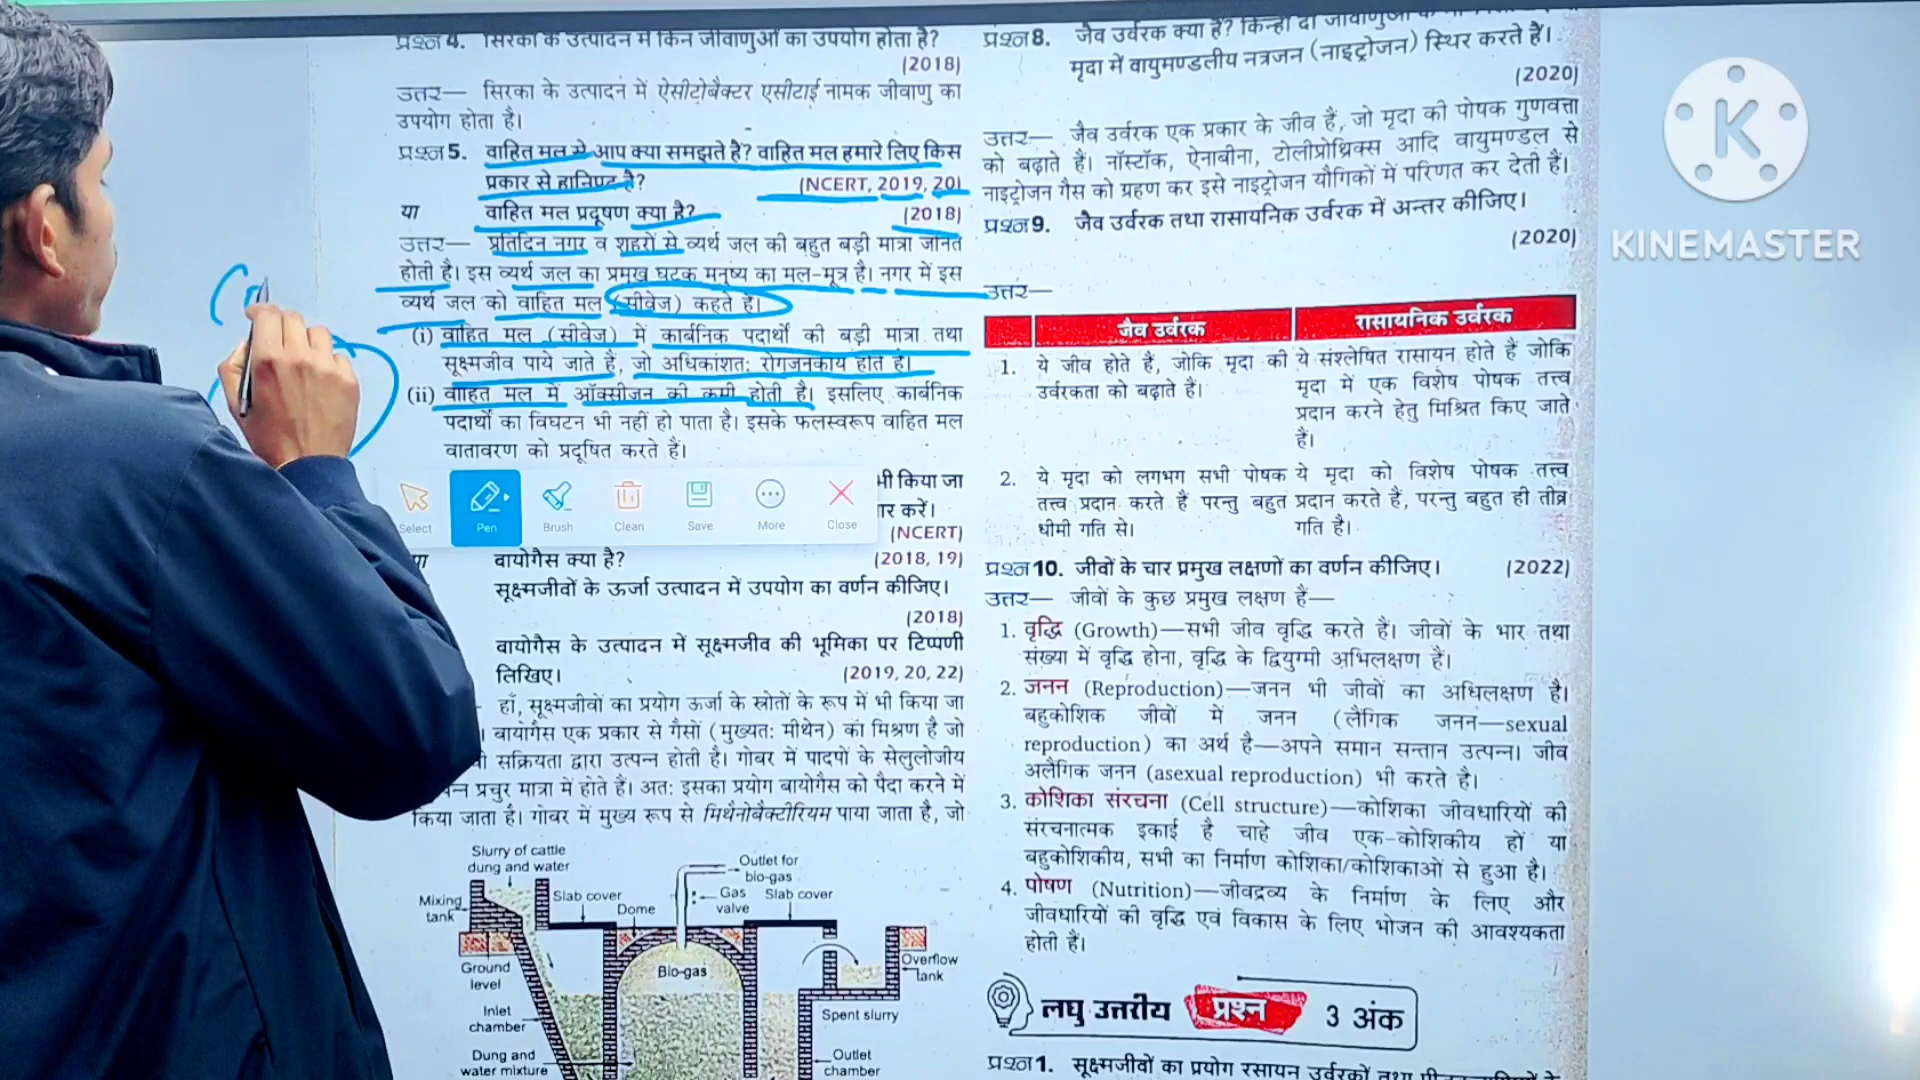 प्रश्न 4. सिरका के उत्पादन में किन जीवाणुओं का उपयोग होता है?
(2018)
उत्तर— सिरका के उत्पादन में ऐसीटोबैक्टर एसीटाई नामक जीवाणु का
उपयोग होता है।
प्रश्न 5. वाहित मल से आप क्या समझते हैं? वाहित मल हमारे लिए किस
प्रकार से हानिप्रद है? (NCERT, 2019, 20)
या वाहित मल प्रदूषण क्या है? (2018)
उत्तर— प्रतिदिन नगर व शहरों से व्यर्थ जल की बहुत बड़ी मात्रा जनित
होती है। इस व्यर्थ जल का प्रमुख घटक मनुष्य का मल-मूत्र है। नगर में इस
व्यर्थ जल को वाहित मल (सीवेज) कहते है।
(i) वाहित मल (सीवेज) में कार्बनिक पदार्थों की बड़ी मात्रा तथा
सूक्ष्मजीव पाये जाते है, जो अधिकांशत: रोगजनकीय होते है।
(ii) वाहित मल में ऑक्सीजन की कमी होती है। इसलिए कार्बनिक
पदार्थों का विघटन भी नहीं हो पाता है। इसके फलस्वरूप वाहित मल
वातावरण को प्रदूषित करते हैं।
भी किया जा
Select Pen Brush Clean Save More Close
र करें।
(NCERT)
बायोगैस क्या है? (2018, 19)
सूक्ष्मजीवों के ऊर्जा उत्पादन में उपयोग का वर्णन कीजिए।
(2018)
बायोगैस के उत्पादन में सूक्ष्मजीव की भूमिका पर टिप्पणी
लिखिए। (2019, 20, 22)
हाँ, सूक्ष्मजीवों का प्रयोग ऊर्जा के स्त्रोतों के रूप में भी किया जा
बायोगैस एक प्रकार से गैसों (मुख्यत: मीथेन) का मिश्रण है जो
सक्रियता द्वारा उत्पन्न होती है। गोबर में पादपों के सेलुलोजीय
प्रचुर मात्रा में होते हैं। अत: इसका प्रयोग बायोगैस को पैदा करने में
किया जाता है। गोबर में मुख्य रूप से मिथैनोबैक्टीरियम पाया जाता है, जो
Slurry of cattle
dung and water
Mixing
tank
Slab cover
Dome
Outlet for
bio-gas
Gas
valve
Slab cover
Ground
level
Bio-gas
Overflow
tank
Inlet
chamber
Spent slurry
Dung and
water mixture
Outlet
chamber
प्रश्न 8. जैव उर्वरक क्या हैं? किन्हीं दो जीवाणुओं के
मृदा में वायुमण्डलीय नत्रजन (नाइट्रोजन) स्थिर करते हैं।
(2020)
उत्तर— जैव उर्वरक एक प्रकार के जीव हैं, जो मृदा की पोषक गुणवत्ता
को बढ़ाते हैं। नॉस्टॉक, ऐनाबीना, टोलीप्रोथ्रिक्स आदि वायुमण्डल से
नाइट्रोजन गैस को ग्रहण कर इसे नाइट्रोजन यौगिकों में परिणत कर देती हैं।
प्रश्न 9. जैव उर्वरक तथा रासायनिक उर्वरक में अन्तर कीजिए।
(2020)
उत्तर—
जैव उर्वरक रासायनिक उर्वरक
1. ये जीव होते है, जोकि मृदा की ये संश्लेषित रासायन होते हैं जोकि
उर्वरकता को बढ़ाते है। मृदा में एक विशेष पोषक तत्त्व
प्रदान करने हेतु मिश्रित किए जाते
हैं।
2. ये मृदा को लगभग सभी पोषक ये मृदा को विशेष पोषक तत्त्व
तत्त्व प्रदान करते है परन्तु बहुत प्रदान करते है, परन्तु बहुत ही तीव्र
धीमी गति से। गति है।
प्रश्न 10. जीवों के चार प्रमुख लक्षणों का वर्णन कीजिए। (2022)
उत्तर— जीवों के कुछ प्रमुख लक्षण हैं—
1. वृद्धि (Growth)—सभी जीव वृद्धि करते हैं। जीवों के भार तथा
संख्या में वृद्धि होना, वृद्धि के द्वियुग्मी अभिलक्षण हैं।
2. जनन (Reproduction)—जनन भी जीवों का अधिलक्षण है।
बहुकोशिक जीवों में जनन (लैंगिक जनन—sexual
reproduction) का अर्थ है—अपने समान सन्तान उत्पन्न। जीव
अलैंगिक जनन (asexual reproduction) भी करते है।
3. कोशिका संरचना (Cell structure)—कोशिका जीवधारियों की
संरचनात्मक इकाई है चाहे जीव एक-कोशिकीय हों या
बहुकोशिकीय, सभी का निर्माण कोशिका/कोशिकाओं से हुआ है।
4. पोषण (Nutrition)—जीवद्रव्य के निर्माण के लिए और
जीवधारियों की वृद्धि एवं विकास के लिए भोजन की आवश्यकता
होती हैं।
लघु उत्तरीय प्रश्न 3 अंक
प्रश्न 1. सूक्ष्मजीवों का प्रयोग रसायन उर्वरकों तथा
K
KINEMASTER